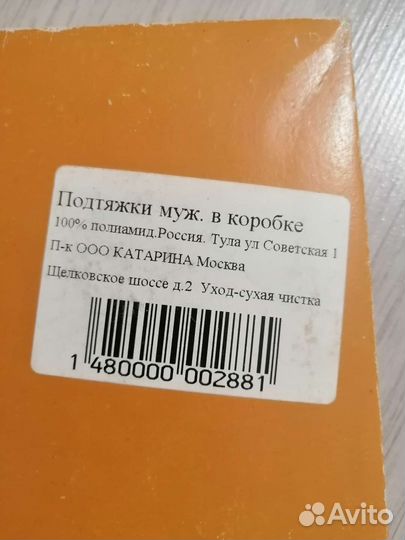 Подтяжки муж. в коробке
100% полиамид.Россия. Тула ул Советская 1
П-к ООО КАТАРИНА Москва
Щелковское шоссе д.2 Уход-сухая чистка
1 480000 002881
Avito